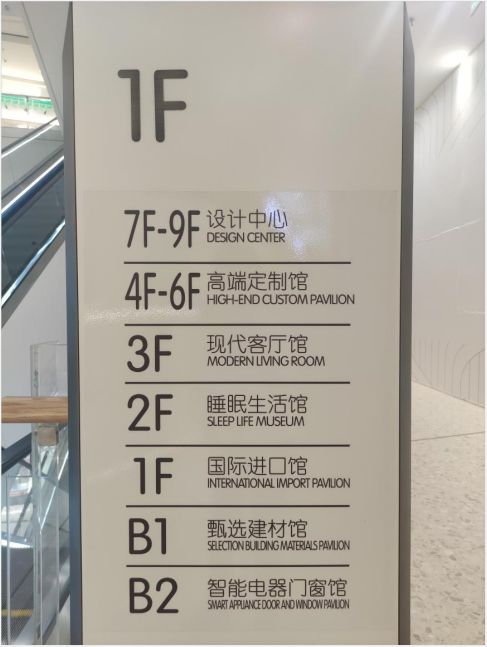 1F
7F-9F 设计中心
DESIGN CENTER
4F-6F 高端定制馆
HIGH-END CUSTOM PAVILION
3F 现代客厅馆
MODERN LIVING ROOM
2F 睡眠生活馆
SLEEP LIFE MUSEUM
1F 国际进口馆
INTERNATIONAL IMPORT PAVILION
B1 甄选建材馆
SELECTION BUILDING MATERIALS PAVILION
B2 智能电器门窗馆
SMART APPLIANCE DOOR AND WINDOW PAVILION